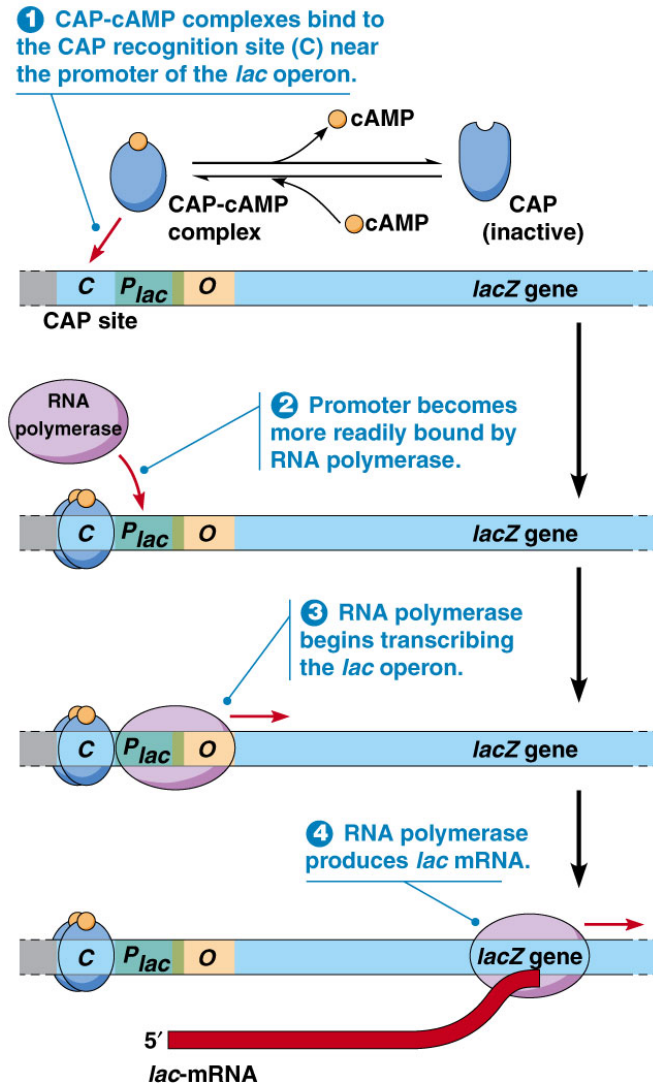 1 CAP-cAMP complexes bind to
the CAP recognition site (C) near
the promoter of the lac operon.
cAMP
CAP-cAMP
complex
cAMP
CAP
(inactive)
C Plac O lacZ gene
CAP site
RNA
polymerase
2 Promoter becomes
more readily bound by
RNA polymerase.
C Plac O lacZ gene
3 RNA polymerase
begins transcribing
the lac operon.
C Plac O lacZ gene
4 RNA polymerase
produces lac mRNA.
C Plac O lacZ gene
5′
lac-mRNA